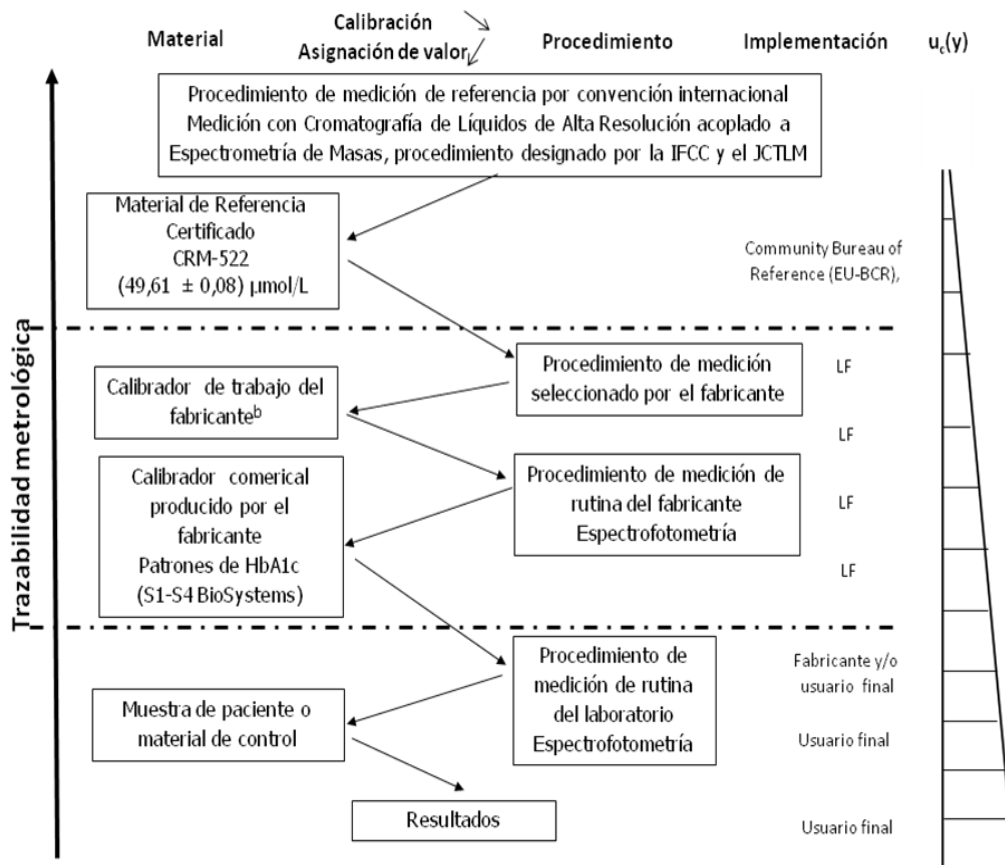 Material
Calibración
Asignación de valor
Procedimiento
Implementación
uc(y)
Trazabilidad metrológica
Procedimiento de medición de referencia por convención internacional
Medición con Cromatografía de Líquidos de Alta Resolución acoplado a
Espectrometría de Masas, procedimiento designado por la IFCC y el JCTLM
Material de Referencia
Certificado
CRM-522
(49,61 ± 0,08) μmol/L
Community Bureau of
Reference (EU-BCR),
Procedimiento de medición
seleccionado por el fabricante
LF
Calibrador de trabajo del
fabricanteb
LF
Procedimiento de medición de
rutina del fabricante
Espectrofotometría
LF
Calibrador comerical
producido por el
fabricante
Patrones de HbA1c
(S1-S4 BioSystems)
LF
Procedimiento de
medición de rutina
del laboratorio
Espectrofotometría
Fabricante y/o
usuario final
Muestra de paciente o
material de control
Usuario final
Resultados
Usuario final